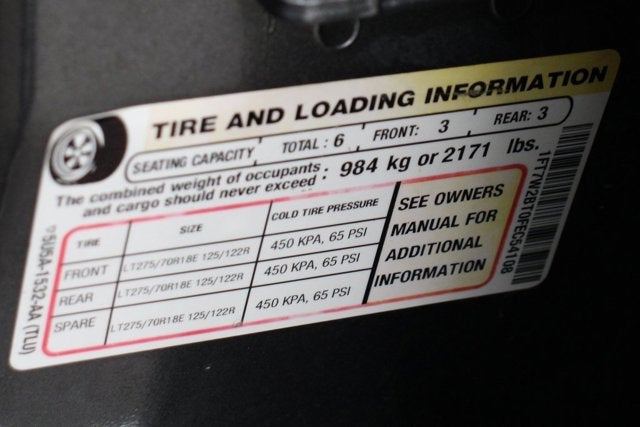 TIRE AND LOADING INFORMATION
SEATING CAPACITY TOTAL : 6 FRONT: 3 REAR: 3
The combined weight of occupants
and cargo should never exceed : 984 kg or 2171 lbs.
TIRE SIZE COLD TIRE PRESSURE
FRONT LT275/70R18E 125/122R 450 KPA, 65 PSI
REAR LT275/70R18E 125/122R 450 KPA, 65 PSI
SPARE LT275/70R18E 125/122R 450 KPA, 65 PSI
SEE OWNERS
MANUAL FOR
ADDITIONAL
INFORMATION
5U5A-1532-AA (TLU)
1FT7W2BT0FEC54108